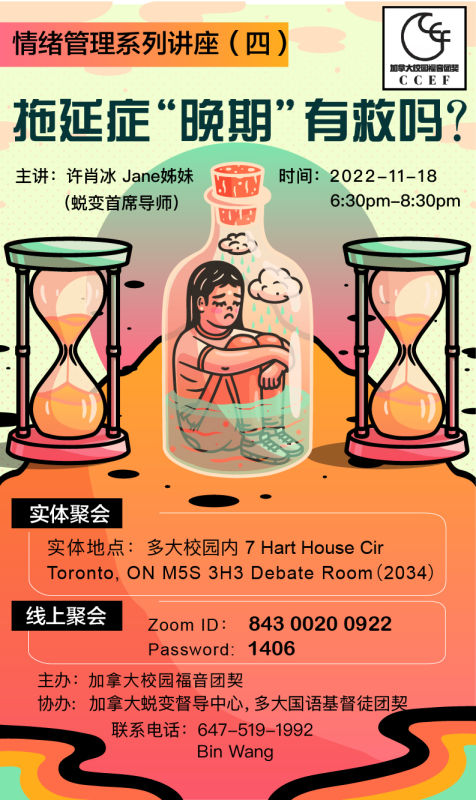 情绪管理系列讲座（四）
CCEF
加拿大校园福音团契
CCEF
拖延症“晚期”有救吗?
主讲：许肖冰 Jane姊妹
（蜕变首席导师）
时间：2022-11-18
6:30pm-8:30pm
实体聚会
实体地点：多大校园内 7 Hart House Cir
Toronto, ON M5S 3H3 Debate Room（2034）
线上聚会
Zoom ID： 843 0020 0922
Password: 1406
主办：加拿大校园福音团契
协办：加拿大蜕变督导中心, 多大国语基督徒团契
联系电话：647-519-1992
Bin Wang